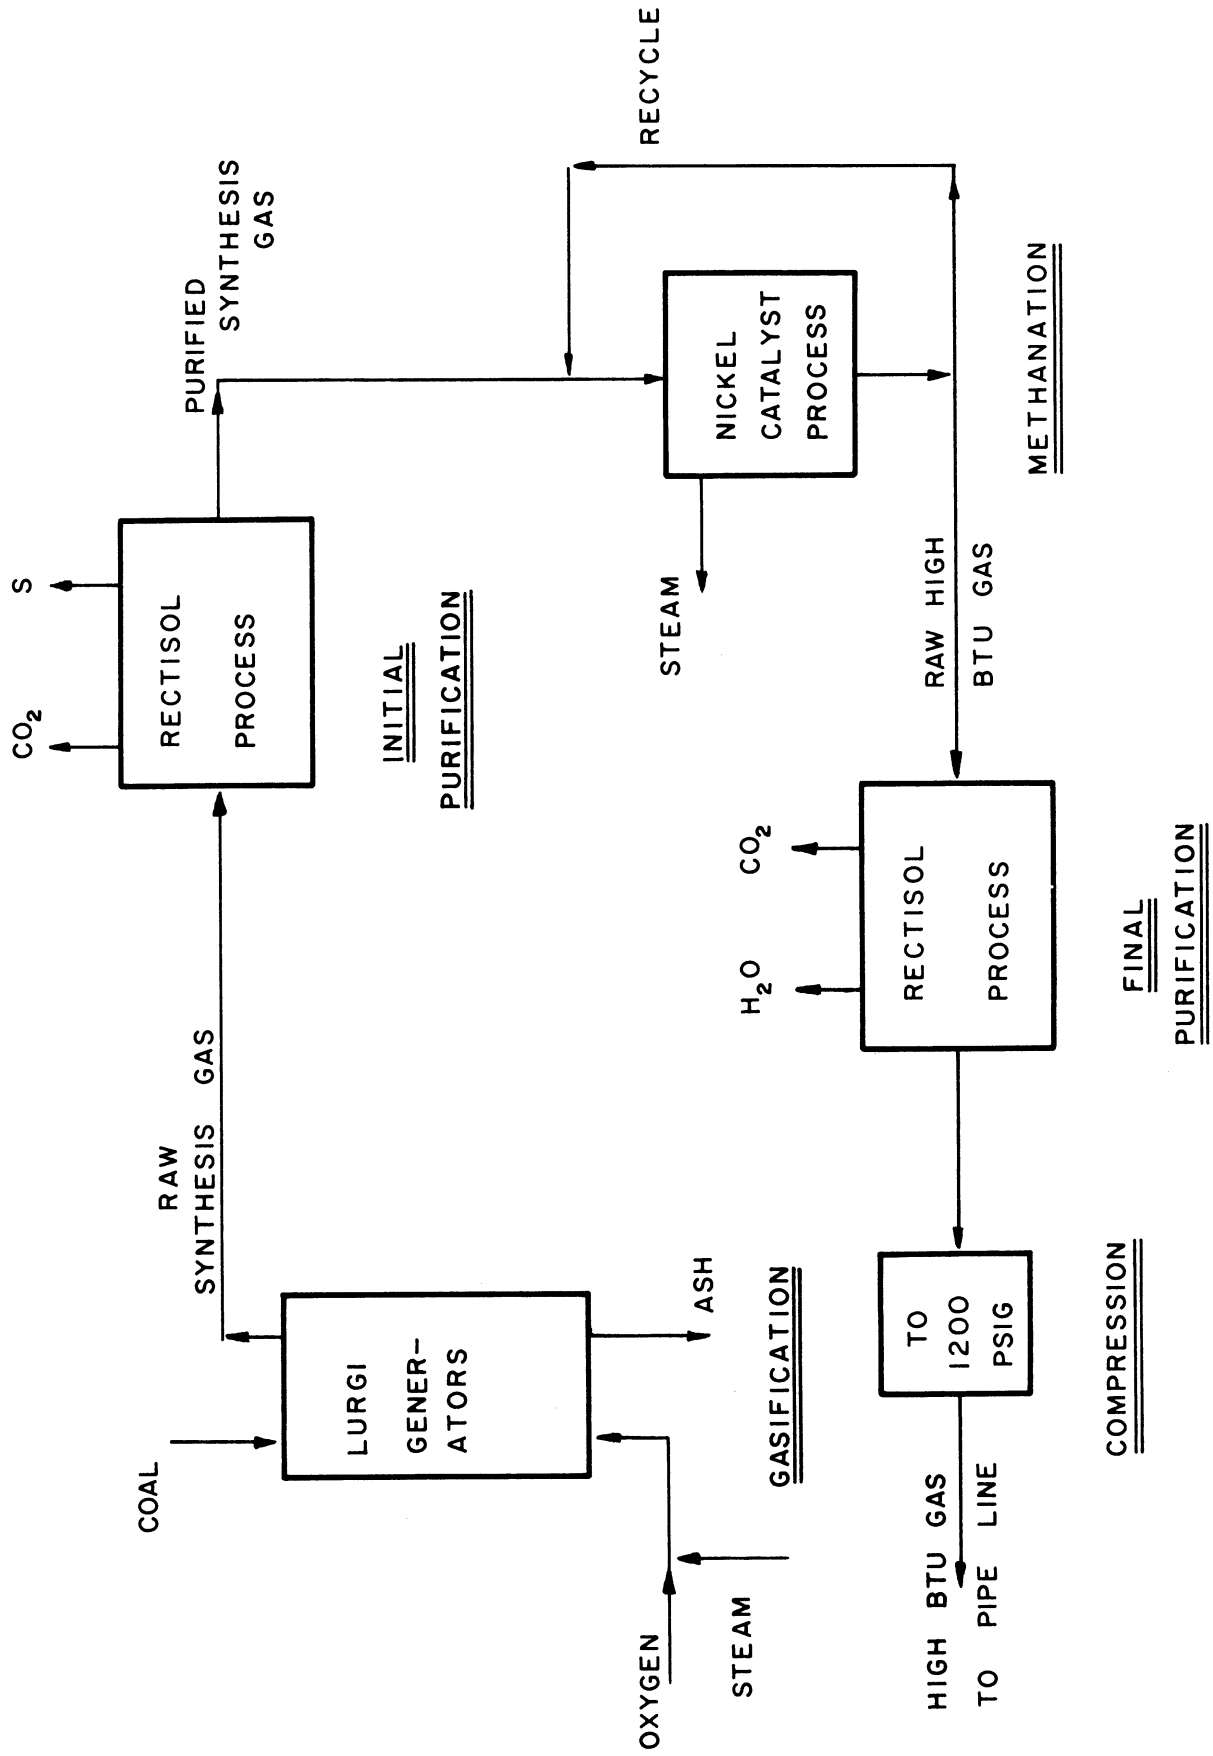 COAL
OXYGEN
STEAM
LURGI
GENER-
ATORS
ASH
GASIFICATION
RAW
SYNTHESIS GAS
CO2
S
RECTISOL
PROCESS
INITIAL
PURIFICATION
PURIFIED
SYNTHESIS
GAS
RECYCLE
NICKEL
CATALYST
PROCESS
STEAM
METHANATION
RAW HIGH
BTU GAS
H2O
CO2
RECTISOL
PROCESS
FINAL
PURIFICATION
TO
1200
PSIG
COMPRESSION
HIGH BTU GAS
TO PIPE LINE